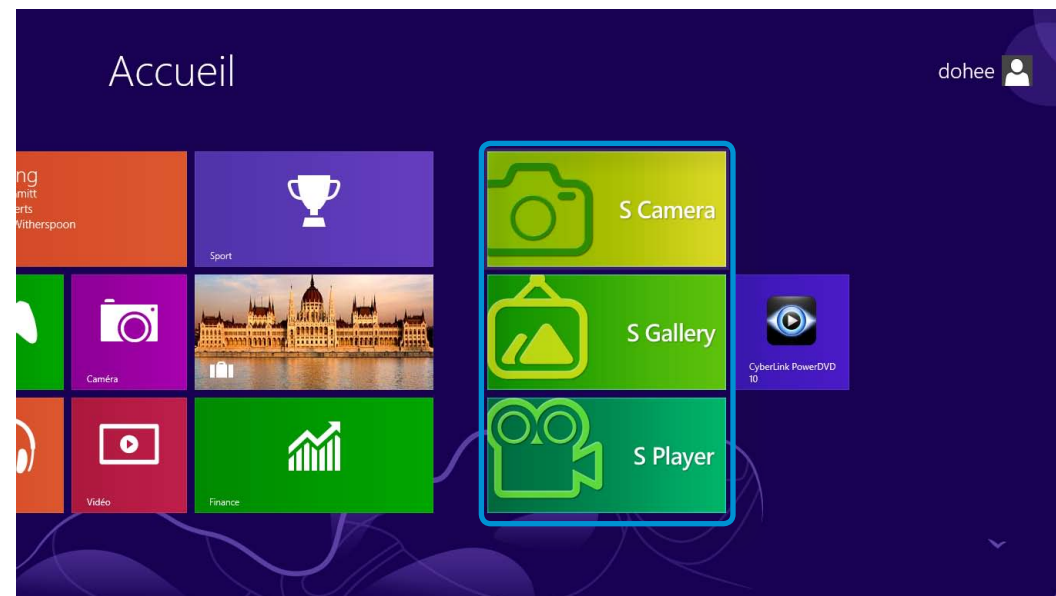 Accueil
dohee
ng
mitt
erts
Witherspoon
Sport
S Camera
Caméra
S Gallery
CyberLink PowerDVD
10
Vidéo
Finance
S Player